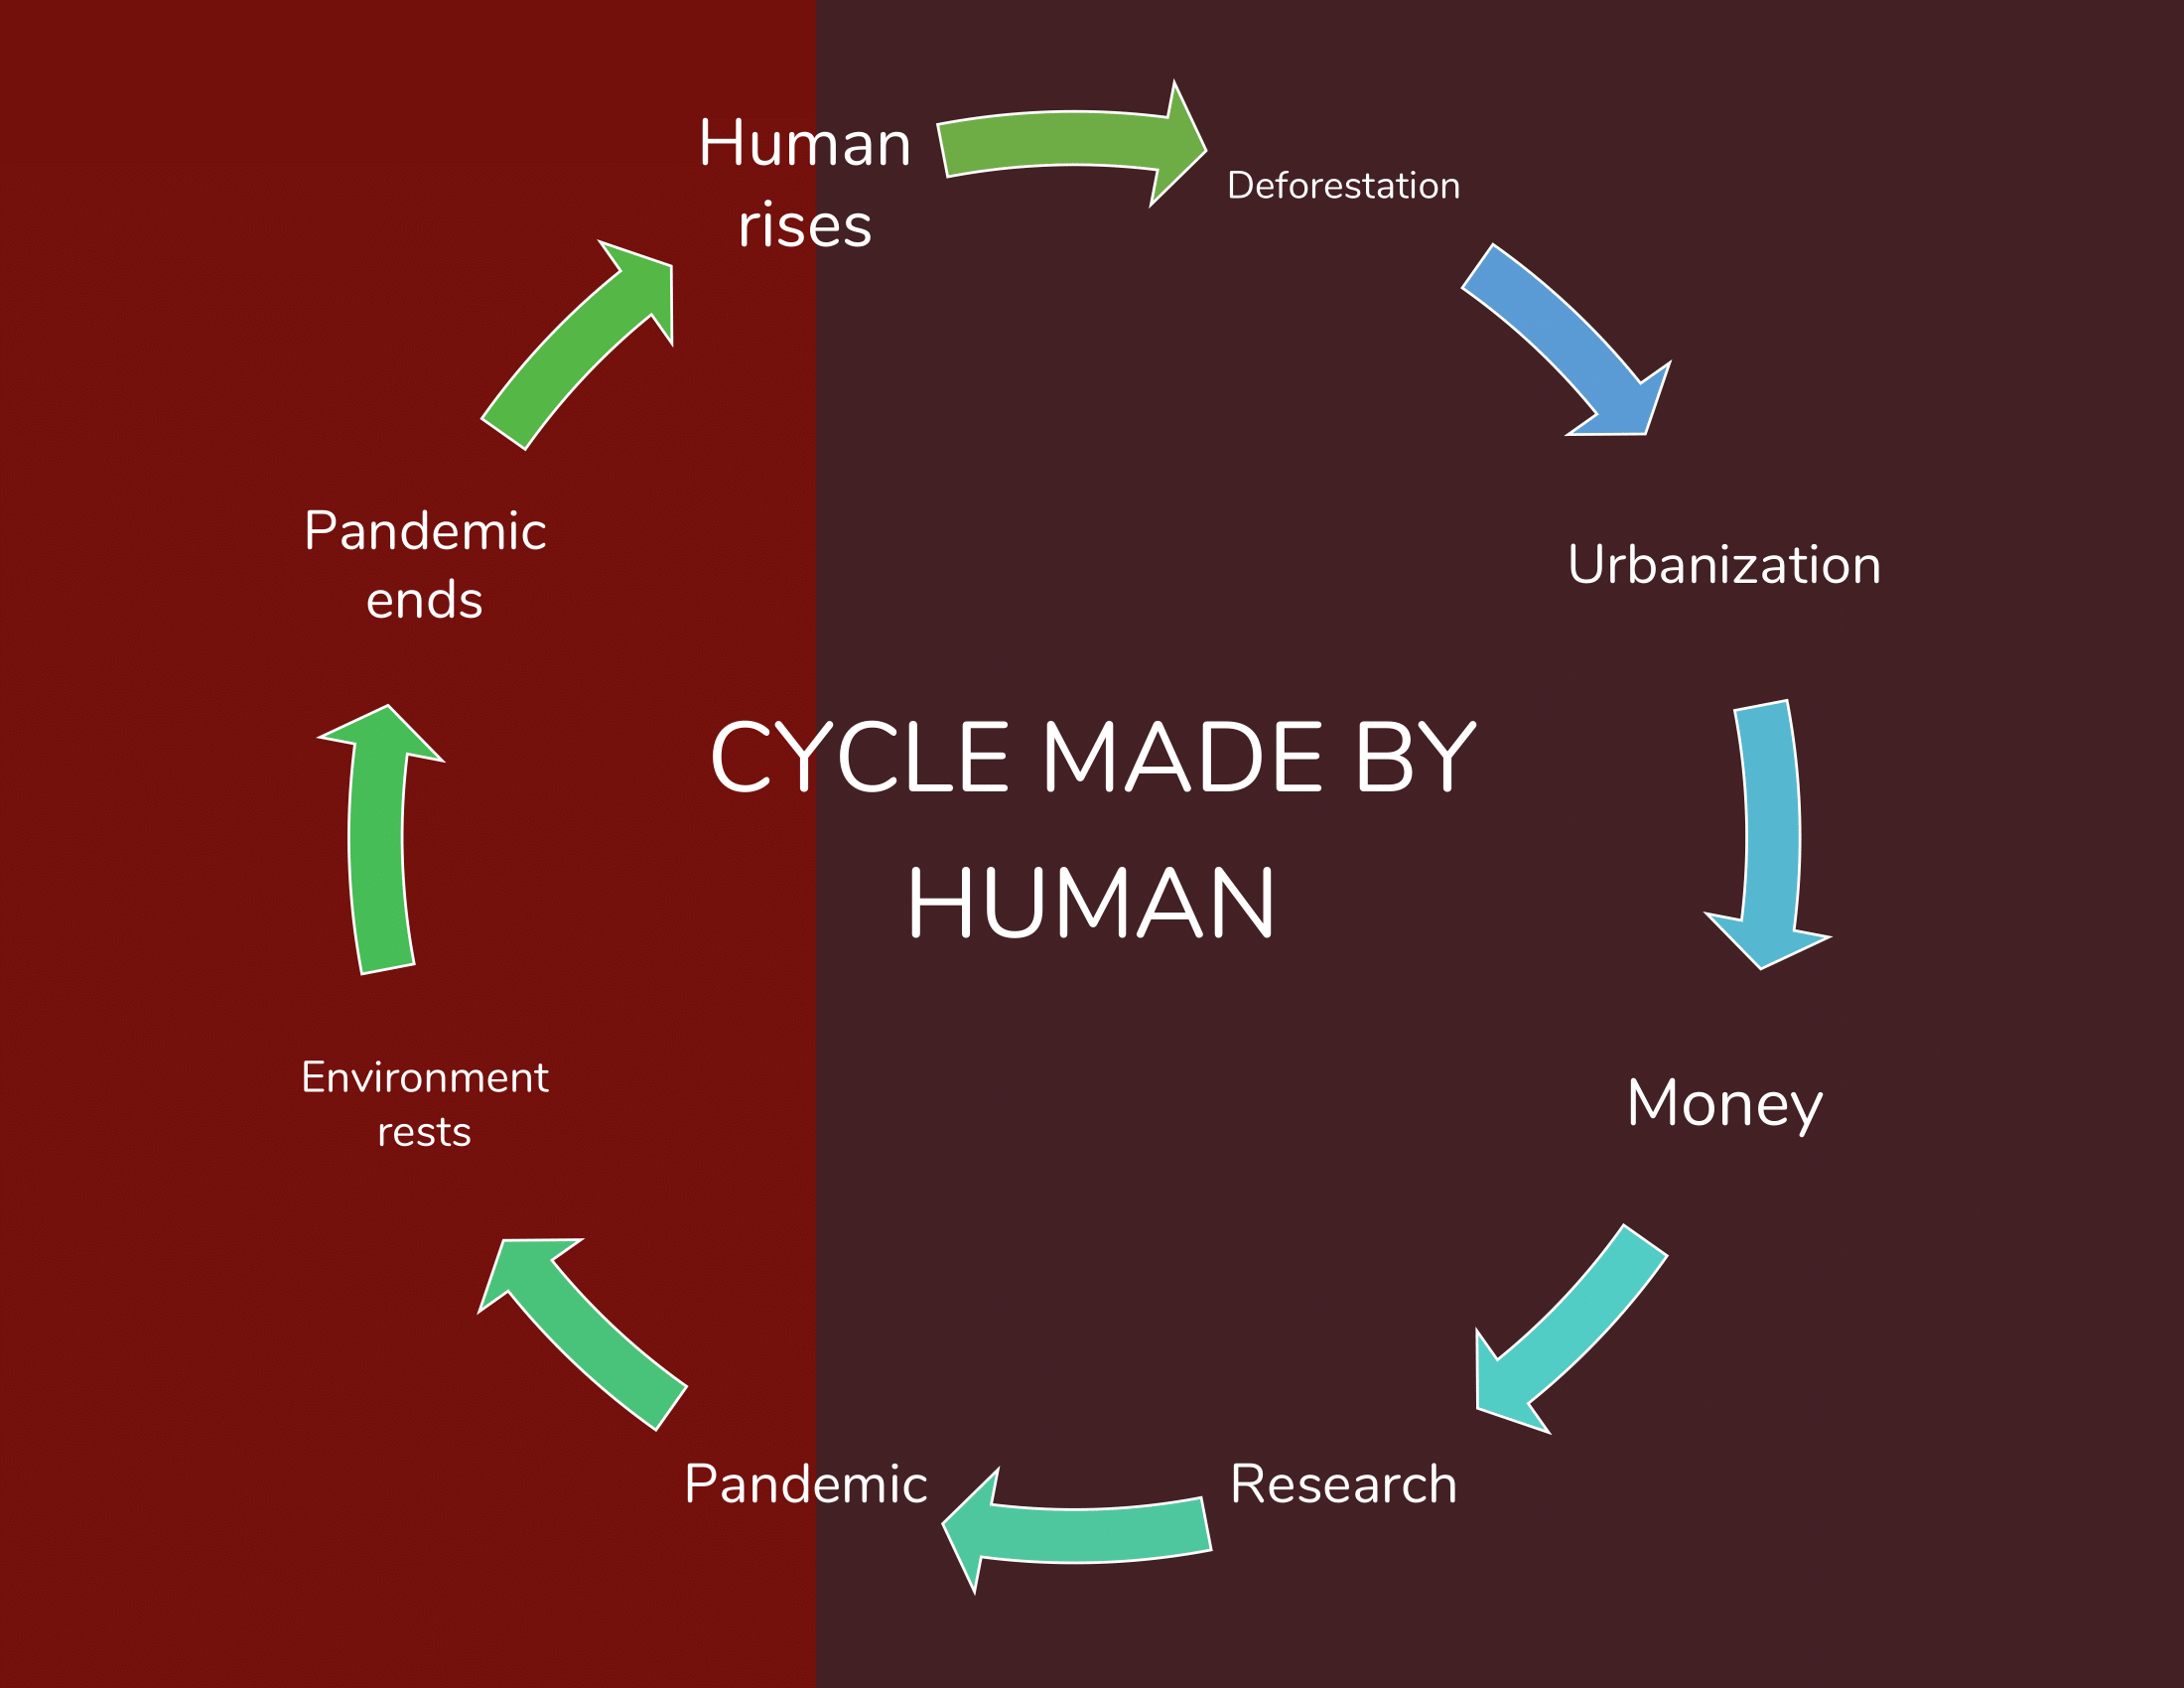 Human
rises
Deforestation
Urbanization
Money
Research
Pandemic
Environment
rests
Pandemic
ends
CYCLE MADE BY
HUMAN